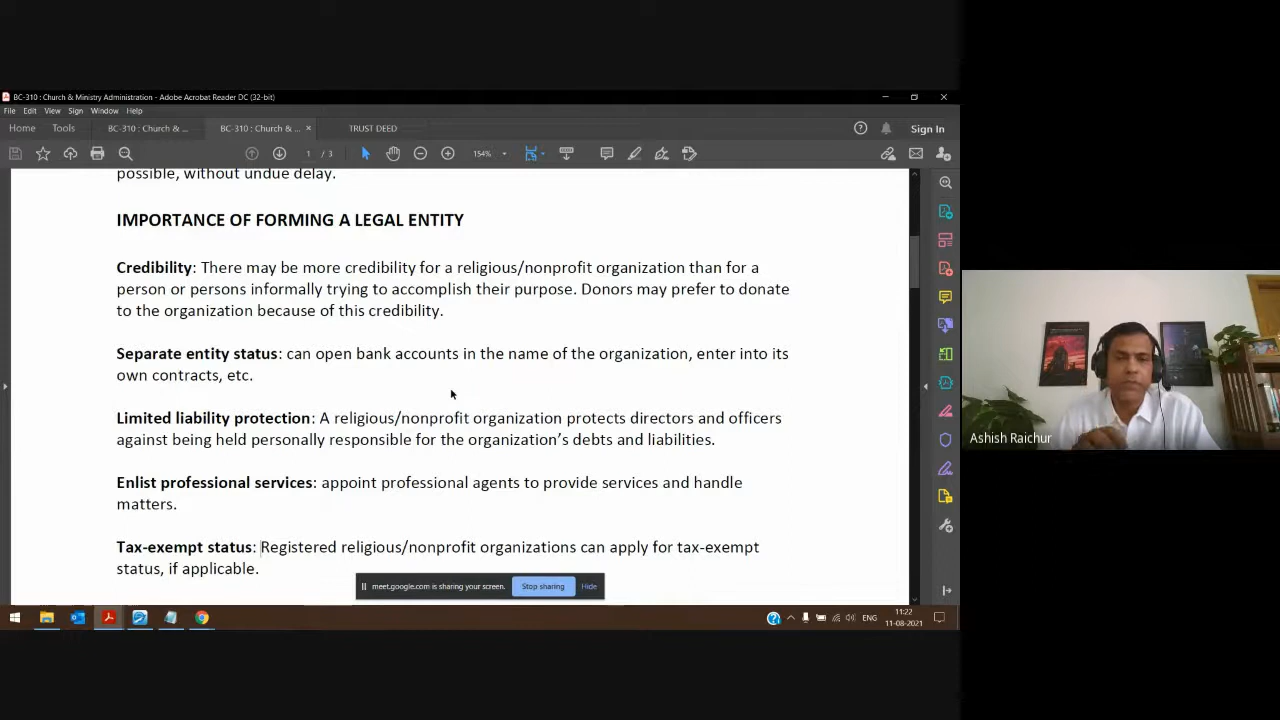 BC-310 : Church & Ministry Administration - Adobe Acrobat Reader DC (32-bit)
File Edit View Sign Window Help
Home Tools BC-310 : Church & ... BC-310 : Church & ... × TRUST DEED Sign In
1 / 3 154%
possible, without undue delay.
IMPORTANCE OF FORMING A LEGAL ENTITY
Credibility: There may be more credibility for a religious/nonprofit organization than for a
person or persons informally trying to accomplish their purpose. Donors may prefer to donate
to the organization because of this credibility.
Separate entity status: can open bank accounts in the name of the organization, enter into its
own contracts, etc.
Limited liability protection: A religious/nonprofit organization protects directors and officers
against being held personally responsible for the organization’s debts and liabilities.
Enlist professional services: appoint professional agents to provide services and handle
matters.
Tax-exempt status: Registered religious/nonprofit organizations can apply for tax-exempt
status, if applicable.
meet.google.com is sharing your screen. Stop sharing Hide
ENG 11:22
11-08-2021
Ashish Raichur